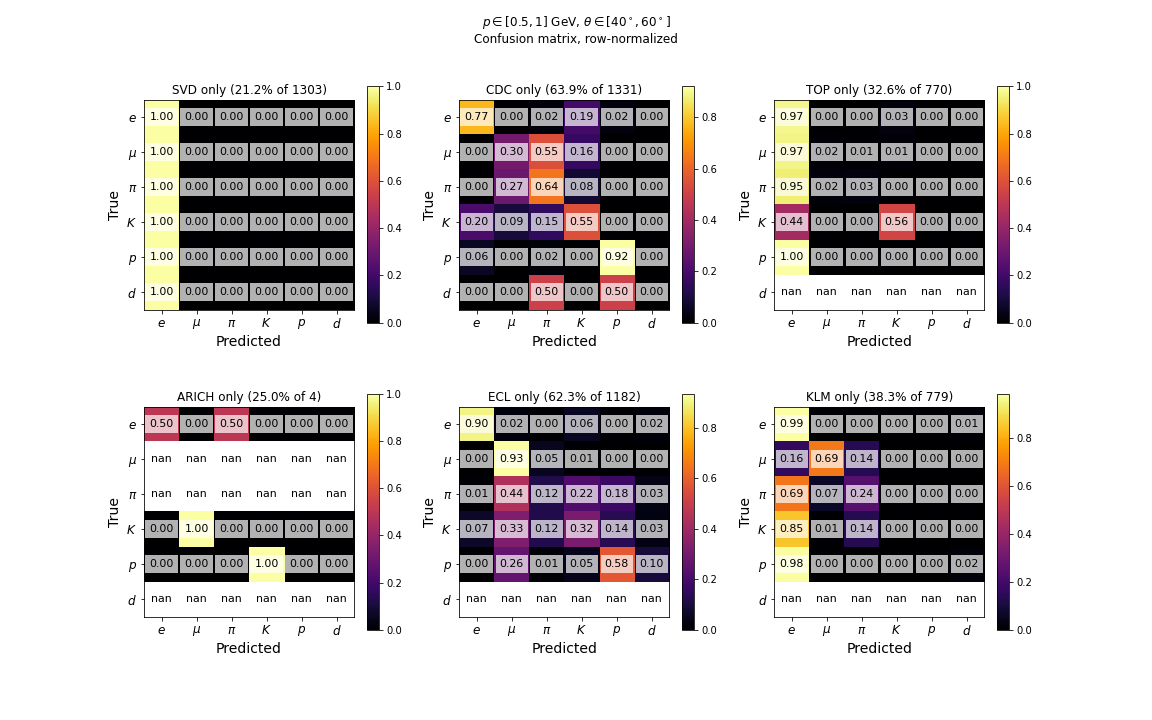 p ∈ [0.5, 1] GeV, θ ∈ [40°, 60°]
Confusion matrix, row-normalized
SVD only (21.2% of 1303)
True
e 1.00 0.00 0.00 0.00 0.00 0.00
μ 1.00 0.00 0.00 0.00 0.00 0.00
π 1.00 0.00 0.00 0.00 0.00 0.00
K 1.00 0.00 0.00 0.00 0.00 0.00
p 1.00 0.00 0.00 0.00 0.00 0.00
d 1.00 0.00 0.00 0.00 0.00 0.00
e μ π K p d
Predicted
1.0
0.8
0.6
0.4
0.2
0.0
CDC only (63.9% of 1331)
True
e 0.77 0.00 0.02 0.19 0.02 0.00
μ 0.00 0.30 0.55 0.16 0.00 0.00
π 0.00 0.27 0.64 0.08 0.00 0.00
K 0.20 0.09 0.15 0.55 0.00 0.00
p 0.06 0.00 0.02 0.00 0.92 0.00
d 0.00 0.00 0.50 0.00 0.50 0.00
e μ π K p d
Predicted
0.8
0.6
0.4
0.2
0.0
TOP only (32.6% of 770)
True
e 0.97 0.00 0.00 0.03 0.00 0.00
μ 0.97 0.02 0.01 0.01 0.00 0.00
π 0.95 0.02 0.03 0.00 0.00 0.00
K 0.44 0.00 0.00 0.56 0.00 0.00
p 1.00 0.00 0.00 0.00 0.00 0.00
d nan nan nan nan nan nan
e μ π K p d
Predicted
1.0
0.8
0.6
0.4
0.2
0.0
ARICH only (25.0% of 4)
True
e 0.50 0.00 0.50 0.00 0.00 0.00
μ nan nan nan nan nan nan
π nan nan nan nan nan nan
K 0.00 1.00 0.00 0.00 0.00 0.00
p 0.00 0.00 0.00 1.00 0.00 0.00
d nan nan nan nan nan nan
e μ π K p d
Predicted
1.0
0.8
0.6
0.4
0.2
0.0
ECL only (62.3% of 1182)
True
e 0.90 0.02 0.00 0.06 0.00 0.02
μ 0.00 0.93 0.05 0.01 0.00 0.00
π 0.01 0.44 0.12 0.22 0.18 0.03
K 0.07 0.33 0.12 0.32 0.14 0.03
p 0.00 0.26 0.01 0.05 0.58 0.10
d nan nan nan nan nan nan
e μ π K p d
Predicted
0.8
0.6
0.4
0.2
0.0
KLM only (38.3% of 779)
True
e 0.99 0.00 0.00 0.00 0.00 0.01
μ 0.16 0.69 0.14 0.00 0.00 0.00
π 0.69 0.07 0.24 0.00 0.00 0.00
K 0.85 0.01 0.14 0.00 0.00 0.00
p 0.98 0.00 0.00 0.00 0.00 0.02
d nan nan nan nan nan nan
e μ π K p d
Predicted
0.8
0.6
0.4
0.2
0.0